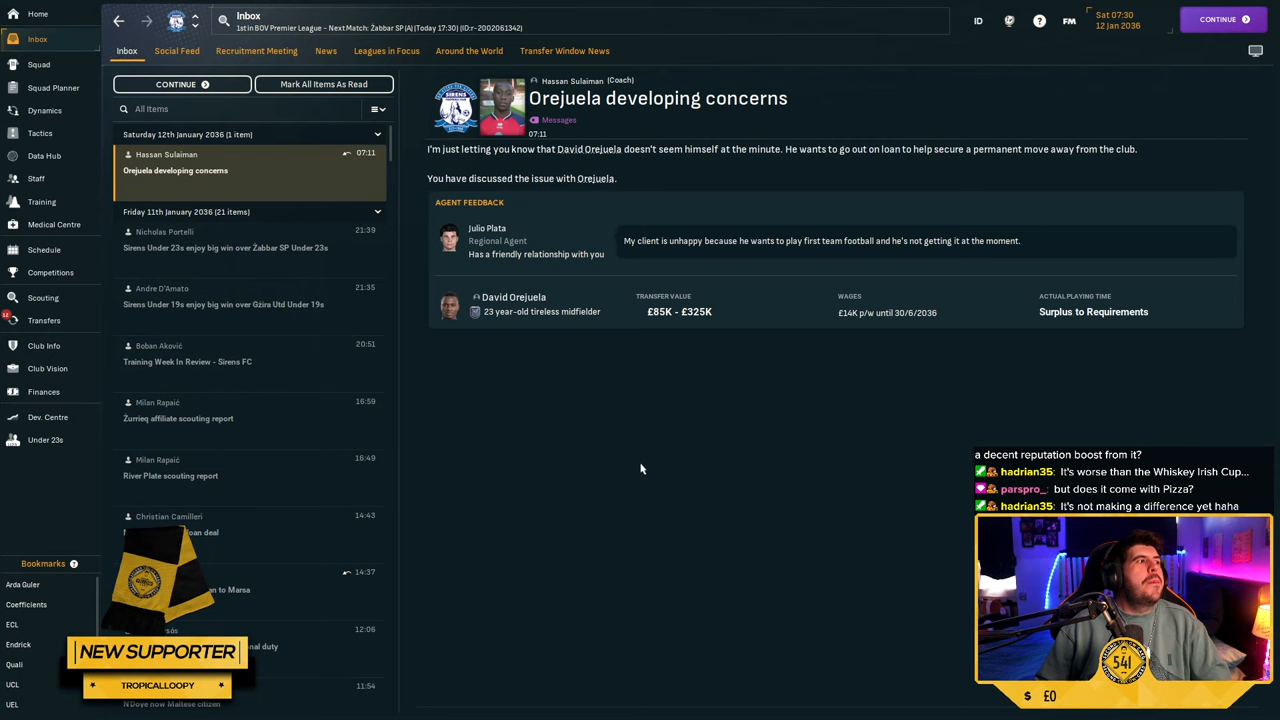 Home
Inbox
Squad
Squad Planner
Dynamics
Tactics
Data Hub
Staff
Training
Medical Centre
Schedule
Competitions
Scouting
12
Transfers
Club Info
Club Vision
Finances
Dev. Centre
Under 23s
Bookmarks ?
Arda Guler
Coefficients
ECL
Endrick
Quali
UCL
UEL
Inbox
1st in BOV Premier League - Next Match: Żabbar SP (A) (Today 17:30) (ID:r-2002061342)
ID
?
FM
Sat 07:30
12 Jan 2036
CONTINUE
Inbox
Social Feed
Recruitment Meeting
News
Leagues in Focus
Around the World
Transfer Window News
CONTINUE
Mark All Items As Read
All Items
Saturday 12th January 2036 (1 item)
Hassan Sulaiman
07:11
Orejuela developing concerns
Friday 11th January 2036 (21 items)
Nicholas Portelli
21:39
Sirens Under 23s enjoy big win over Żabbar SP Under 23s
Andre D'Amato
21:35
Sirens Under 19s enjoy big win over Gżira Utd Under 19s
Boban Aković
20:51
Training Week In Review - Sirens FC
Milan Rapaić
16:59
Żurrieq affiliate scouting report
Milan Rapaić
16:49
River Plate scouting report
Christian Camilleri
14:43
oan deal
14:37
n to Marsa
12:06
nal duty
11:54
N'Doye now Maltese citizen
Hassan Sulaiman (Coach)
Orejuela developing concerns
Messages
07:11
I'm just letting you know that David Orejuela doesn't seem himself at the minute. He wants to go out on loan to help secure a permanent move away from the club.
You have discussed the issue with Orejuela.
AGENT FEEDBACK
Julio Plata
Regional Agent
Has a friendly relationship with you
My client is unhappy because he wants to play first team football and he's not getting it at the moment.
David Orejuela
23 year-old tireless midfielder
TRANSFER VALUE
£85K - £325K
WAGES
£14K p/w until 30/6/2036
ACTUAL PLAYING TIME
Surplus to Requirements
a decent reputation boost from it?
hadrian35: It's worse than the Whiskey Irish Cup...
parspro_: but does it come with Pizza?
hadrian35: It's not making a difference yet haha
NEW SUPPORTER
TROPICALLOOPY
541
$ £0